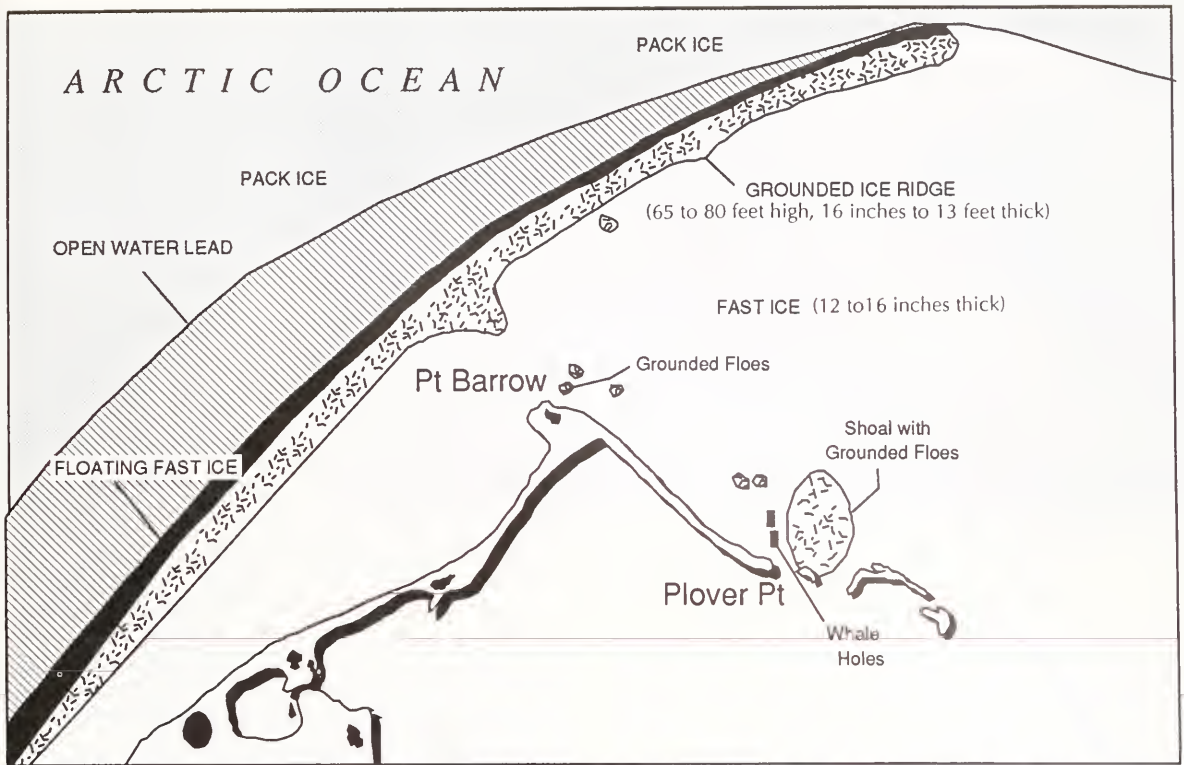 PACK ICE
ARCTIC OCEAN
PACK ICE
GROUNDED ICE RIDGE
(65 to 80 feet high, 16 inches to 13 feet thick)
OPEN WATER LEAD
FAST ICE (12 to16 inches thick)
Pt Barrow
Grounded Floes
Shoal with
Grounded Floes
FLOATING FAST ICE
Plover Pt
Whale
Holes